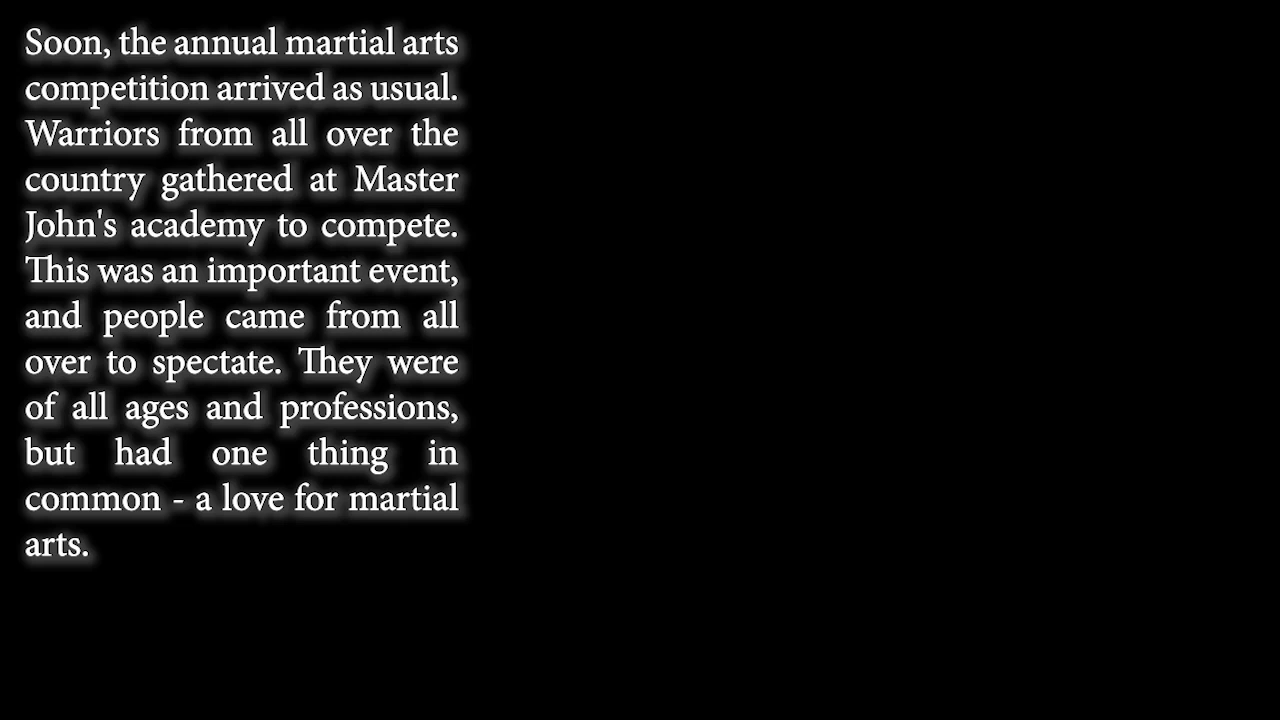 Soon, the annual martial arts
competition arrived as usual.
Warriors from all over the
country gathered at Master
John's academy to compete.
This was an important event,
and people came from all
over to spectate. They were
of all ages and professions,
but had one thing in
common - a love for martial
arts.